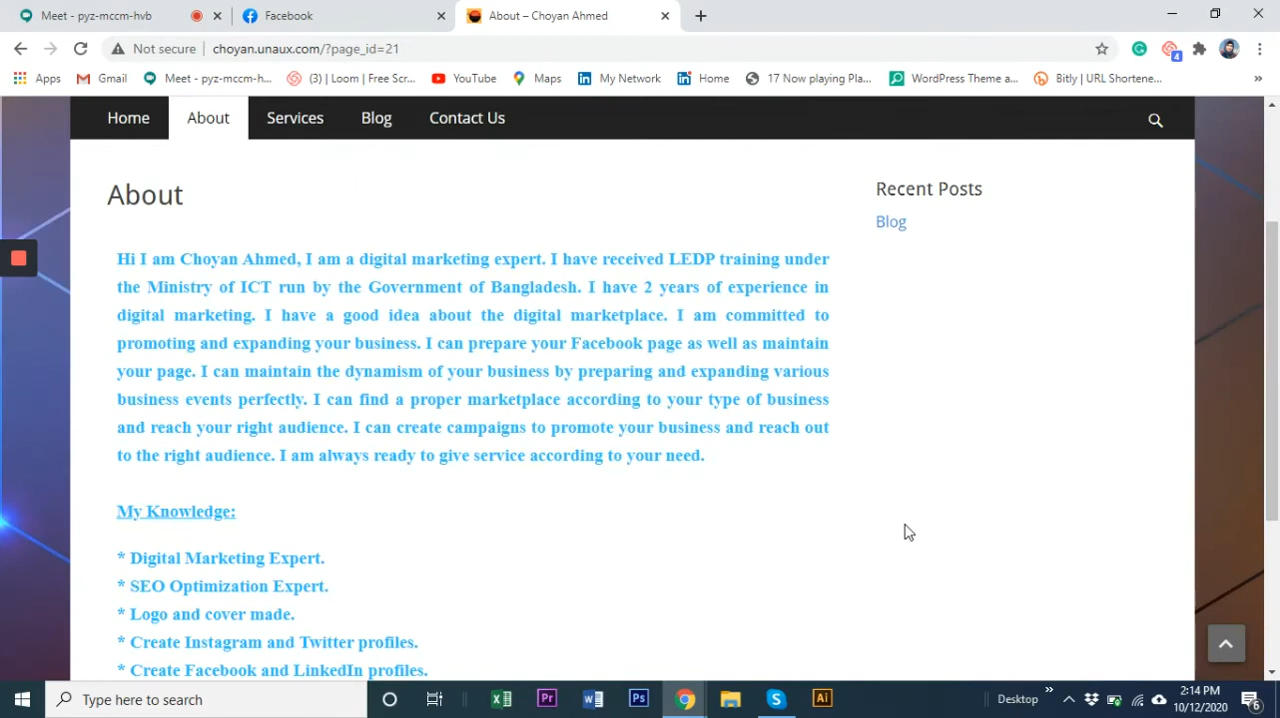 Meet - pyz-mccm-hvb
Facebook
About – Choyan Ahmed
Not secure
choyan.unaux.com/?page_id=21
4
Apps
Gmail
Meet - pyz-mccm-h...
(3) | Loom | Free Scr...
YouTube
Maps
My Network
Home
17 Now playing Pla...
WordPress Theme a...
Bitly | URL Shortene...
Home
About
Services
Blog
Contact Us
About
Recent Posts
Blog
Hi I am Choyan Ahmed, I am a digital marketing expert. I have received LEDP training under
the Ministry of ICT run by the Government of Bangladesh. I have 2 years of experience in
digital marketing. I have a good idea about the digital marketplace. I am committed to
promoting and expanding your business. I can prepare your Facebook page as well as maintain
your page. I can maintain the dynamism of your business by preparing and expanding various
business events perfectly. I can find a proper marketplace according to your type of business
and reach your right audience. I can create campaigns to promote your business and reach out
to the right audience. I am always ready to give service according to your need.
My Knowledge:
* Digital Marketing Expert.
* SEO Optimization Expert.
* Logo and cover made.
* Create Instagram and Twitter profiles.
* Create Facebook and LinkedIn profiles.
Type here to search
Pr
Ps
Ai
Desktop
2:14 PM
10/12/2020
6